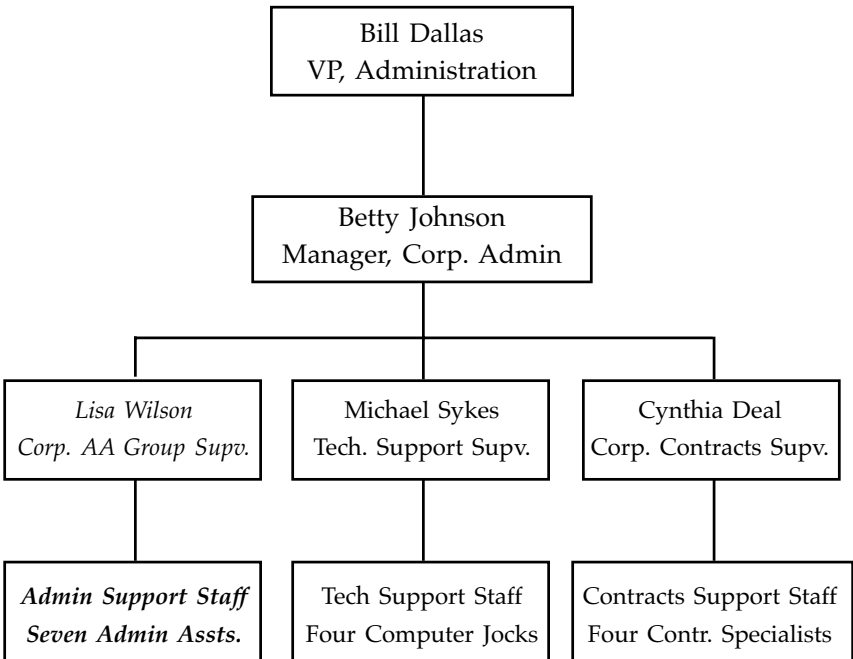 Bill Dallas
VP, Administration
Betty Johnson
Manager, Corp. Admin
Lisa Wilson
Corp. AA Group Supv.
Michael Sykes
Tech. Support Supv.
Cynthia Deal
Corp. Contracts Supv.
Admin Support Staff
Seven Admin Assts.
Tech Support Staff
Four Computer Jocks
Contracts Support Staff
Four Contr. Specialists